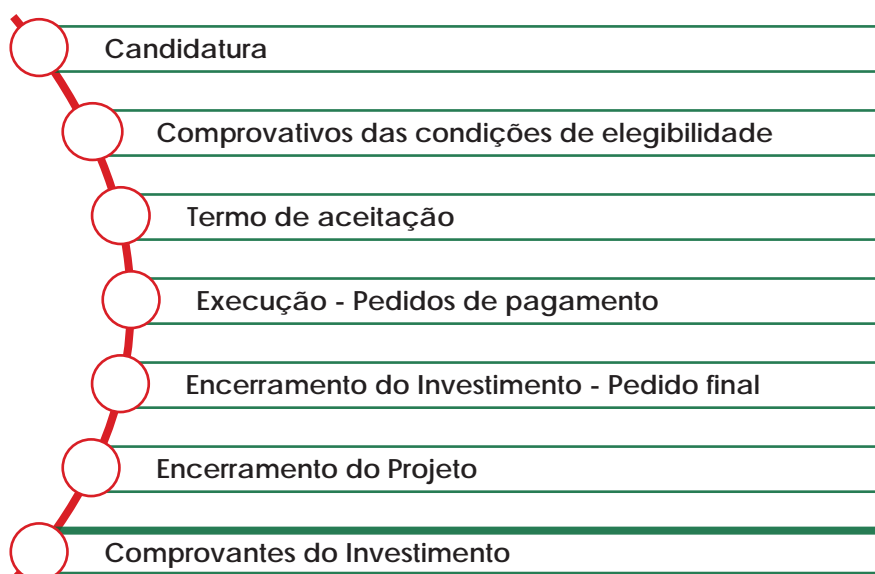 Candidatura
Comprovativos das condições de elegibilidade
Termo de aceitação
Execução - Pedidos de pagamento
Encerramento do Investimento - Pedido final
Encerramento do Projeto
Comprovantes do Investimento